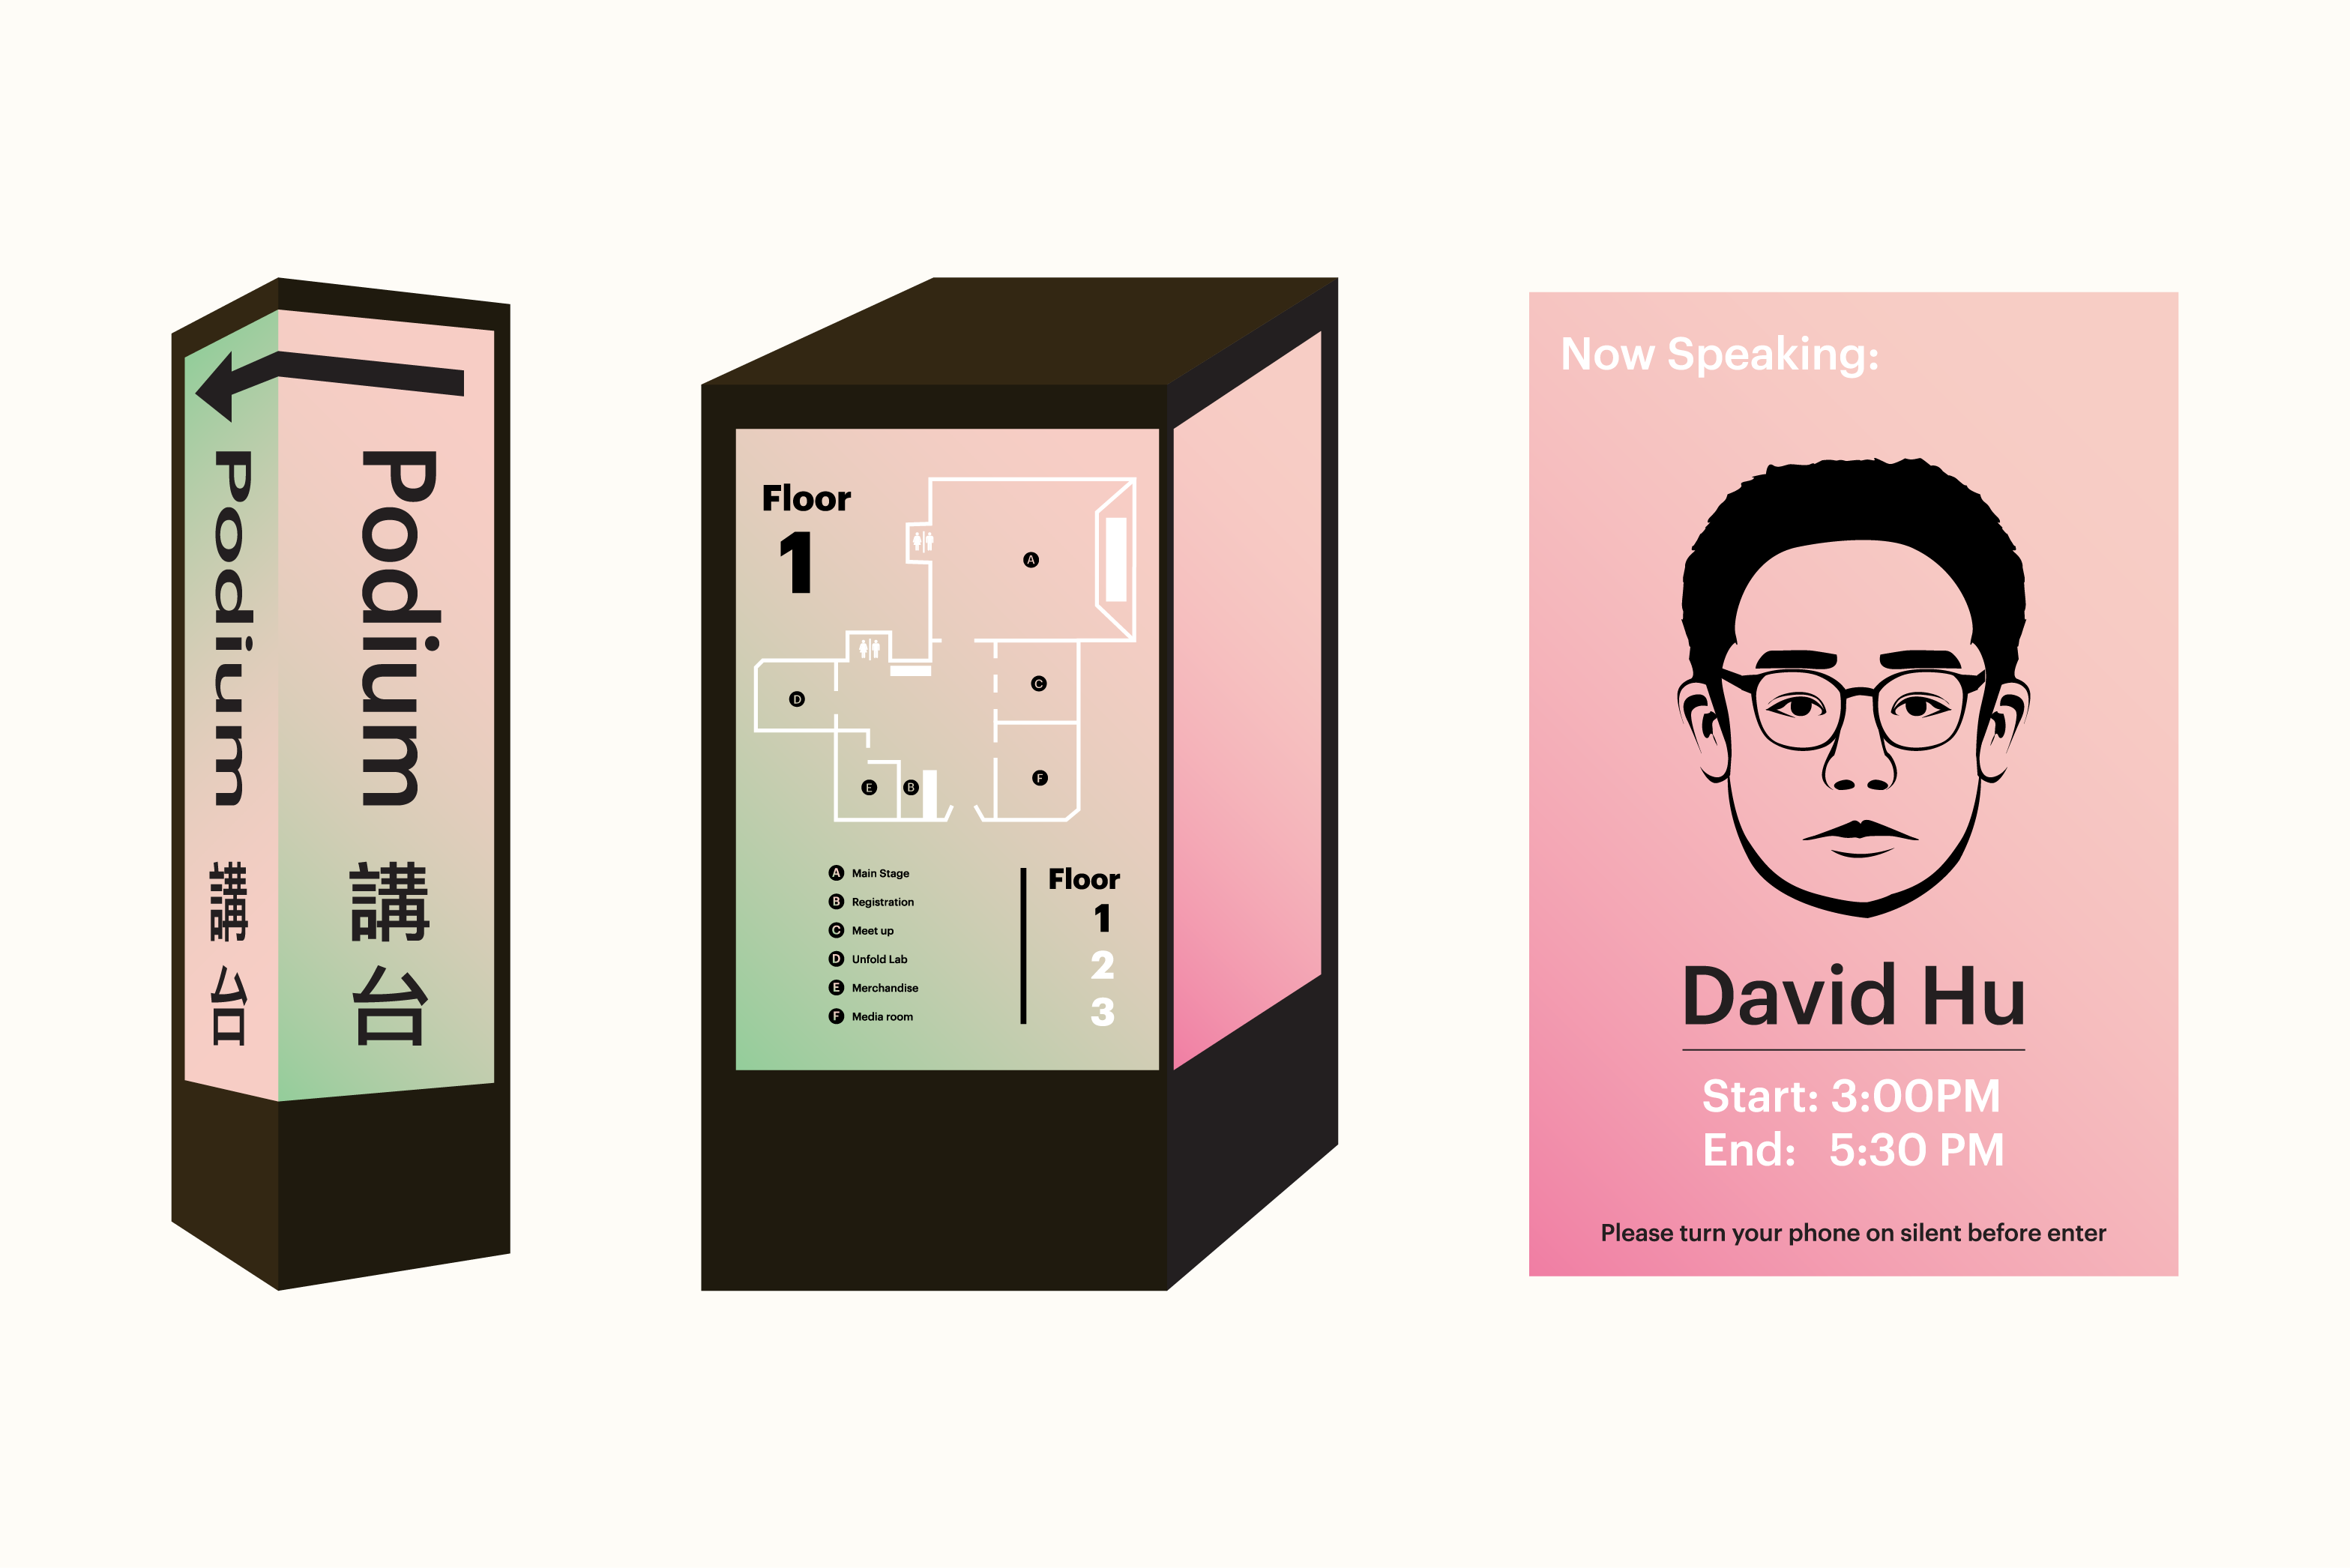 Podium 講台
Podium 講台
Floor
1
A
D
C
E
B
F
A Main Stage
B Registration
C Meet up
D Unfold Lab
E Merchandise
F Media room
Floor
1
2
3
Now Speaking:
David Hu
Start: 3:00PM
End: 5:30 PM
Please turn your phone on silent before enter